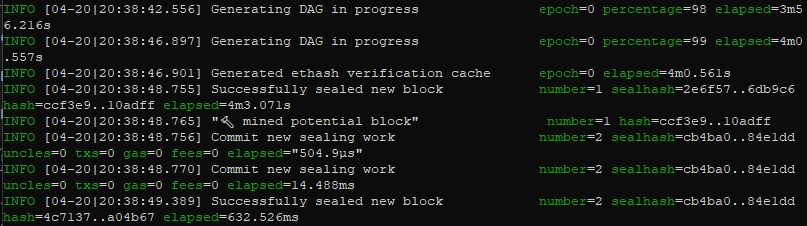 INFO [04-20|20:38:42.556] Generating DAG in progress epoch=0 percentage=98 elapsed=3m5
6.216s
INFO [04-20|20:38:46.897] Generating DAG in progress epoch=0 percentage=99 elapsed=4m0
.557s
INFO [04-20|20:38:46.901] Generated ethash verification cache epoch=0 elapsed=4m0.561s
INFO [04-20|20:38:48.755] Successfully sealed new block number=1 sealhash=2e6f57..6db9c6
hash=ccf3e9..10adff elapsed=4m3.071s
INFO [04-20|20:38:48.765] "🔨 mined potential block" number=1 hash=ccf3e9..10adff
INFO [04-20|20:38:48.756] Commit new sealing work number=2 sealhash=cb4ba0..84e1dd
uncles=0 txs=0 gas=0 fees=0 elapsed="504.9µs"
INFO [04-20|20:38:48.770] Commit new sealing work number=2 sealhash=cb4ba0..84e1dd
uncles=0 txs=0 gas=0 fees=0 elapsed=14.488ms
INFO [04-20|20:38:49.389] Successfully sealed new block number=2 sealhash=cb4ba0..84e1dd
hash=4c7137..a04b67 elapsed=632.526ms